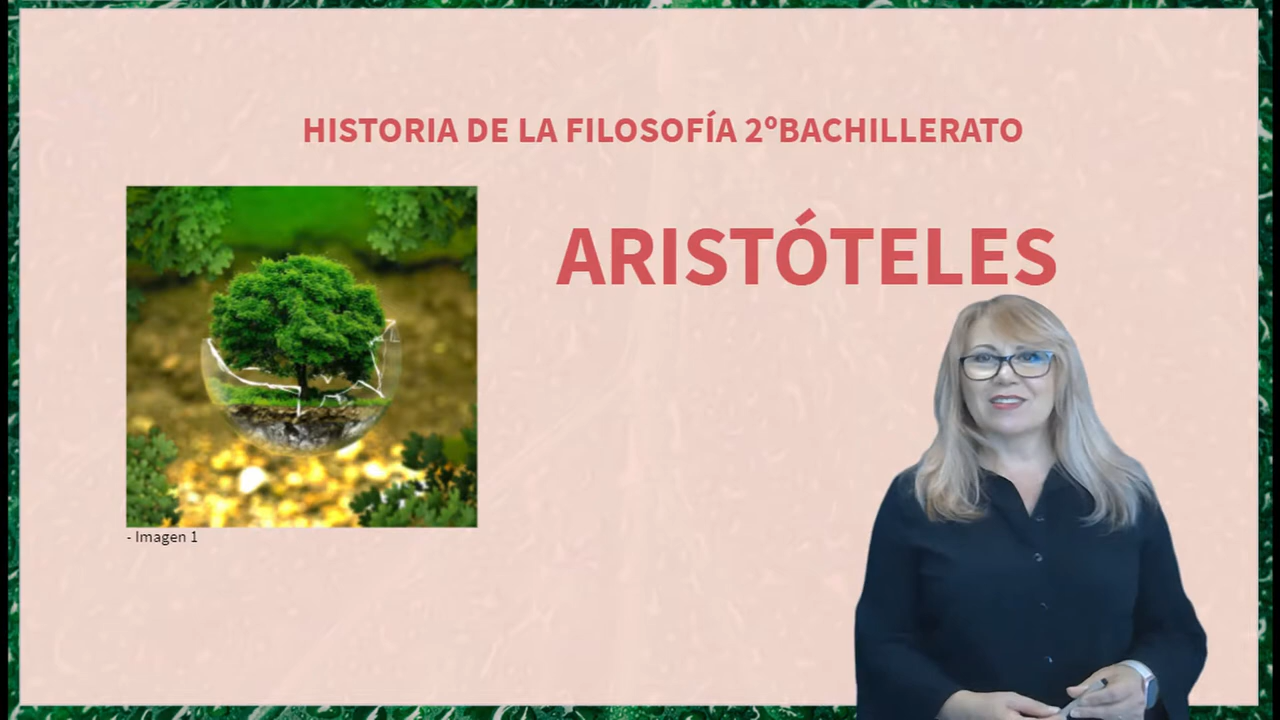 HISTORIA DE LA FILOSOFÍA 2ºBACHILLERATO
ARISTÓTELES
- Imagen 1